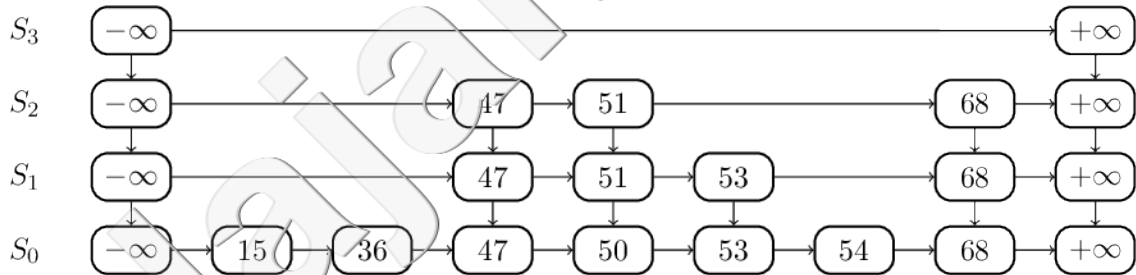 S₃ −∞ +∞
S₂ −∞ 47 51 68 +∞
S₁ −∞ 47 51 53 68 +∞
S₀ −∞ 15 36 47 50 53 54 68 +∞